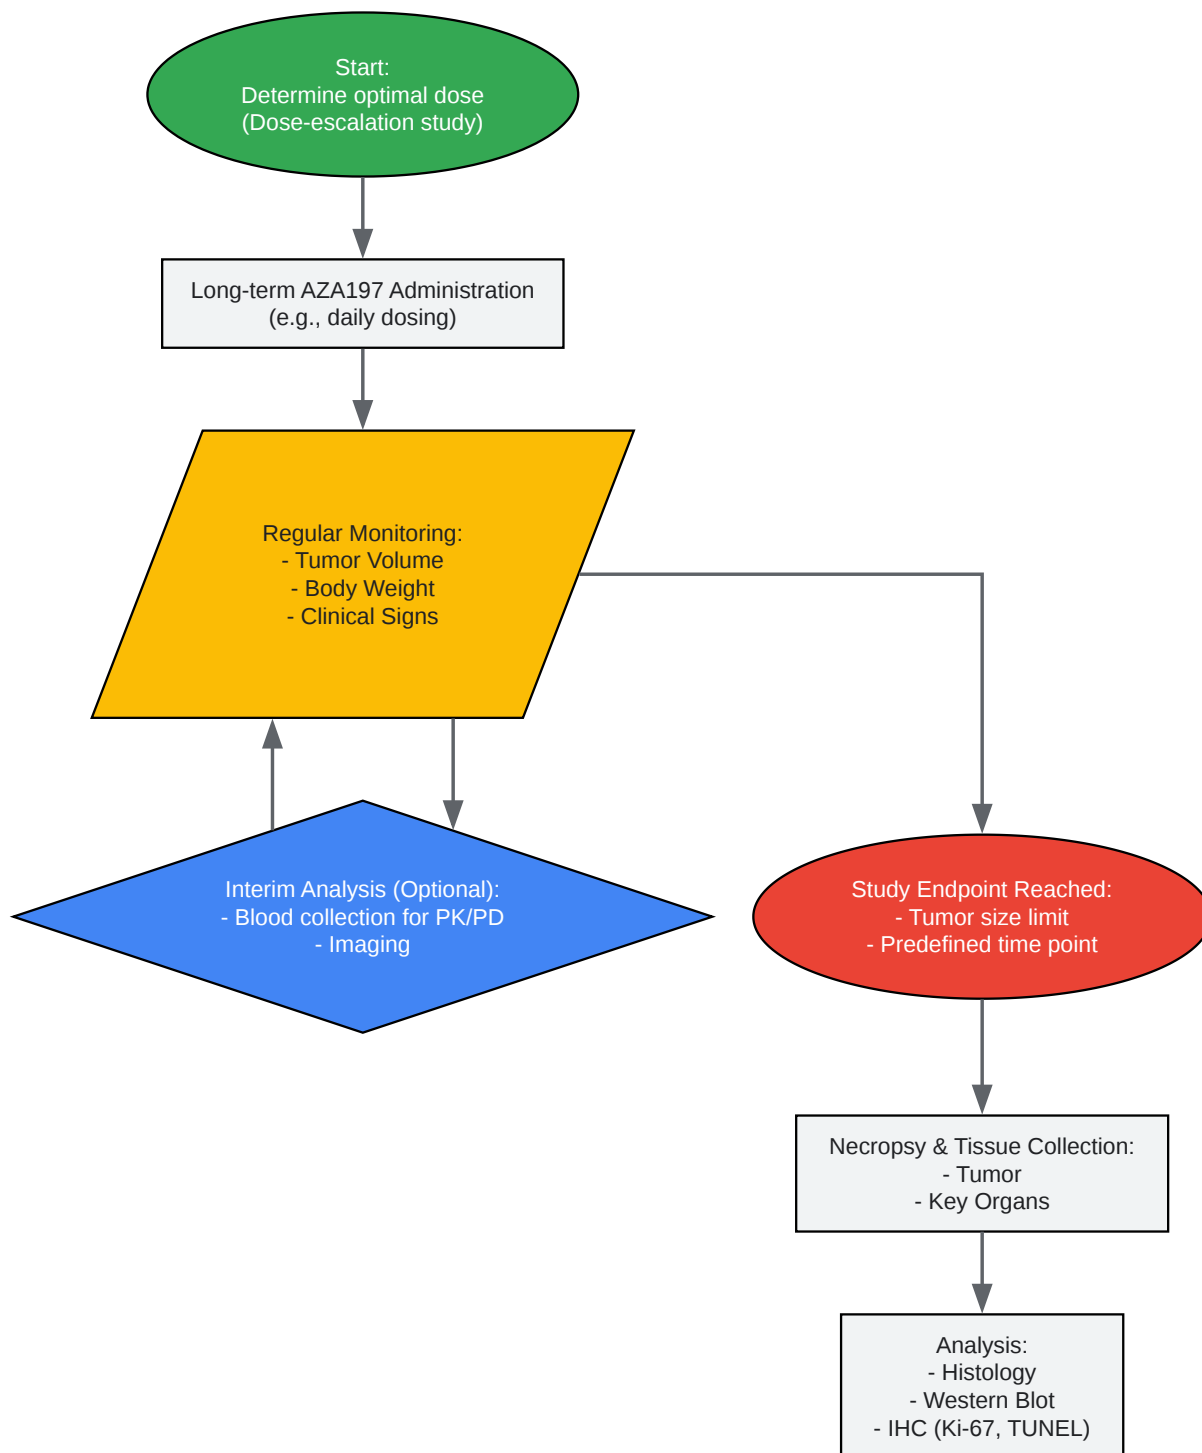 Start:
Determine optimal dose
(Dose-escalation study)
Long-term AZA197 Administration
(e.g., daily dosing)
Regular Monitoring:
- Tumor Volume
- Body Weight
- Clinical Signs
Interim Analysis (Optional):
- Blood collection for PK/PD
- Imaging
Study Endpoint Reached:
- Tumor size limit
- Predefined time point
Necropsy & Tissue Collection:
- Tumor
- Key Organs
Analysis:
- Histology
- Western Blot
- IHC (Ki-67, TUNEL)